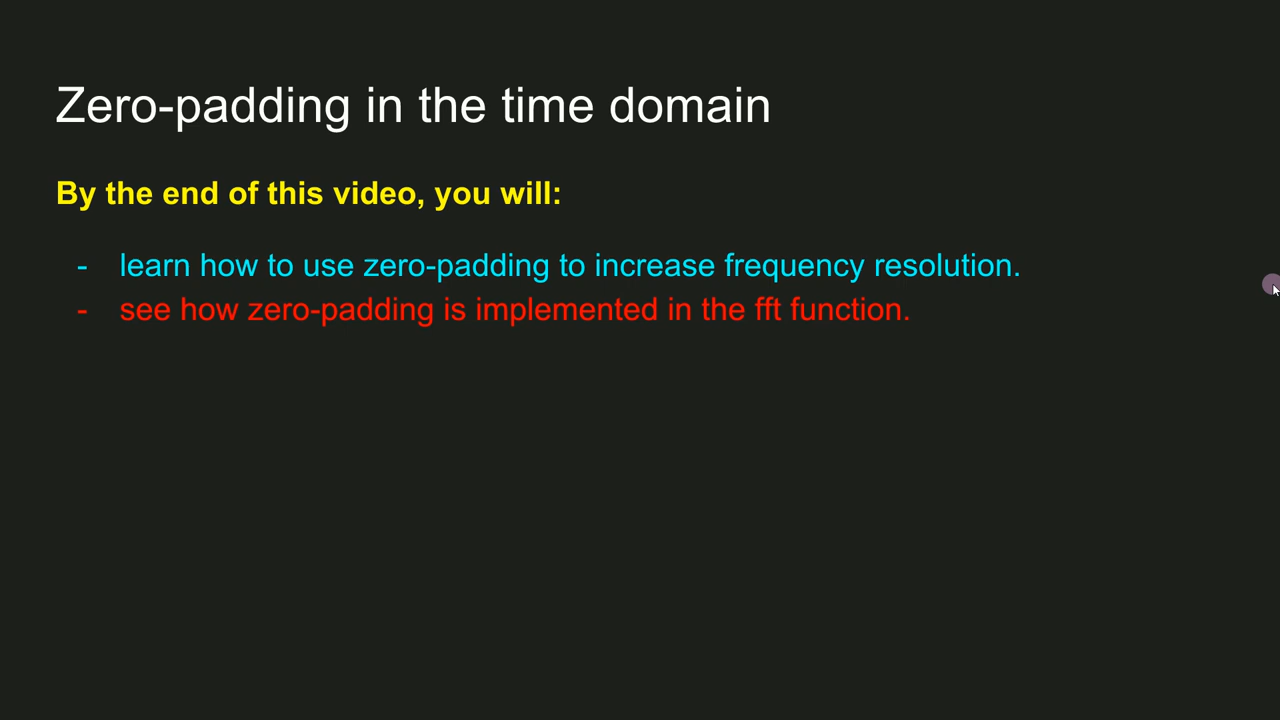 Zero-padding in the time domain
By the end of this video, you will:
- learn how to use zero-padding to increase frequency resolution.
- see how zero-padding is implemented in the fft function.